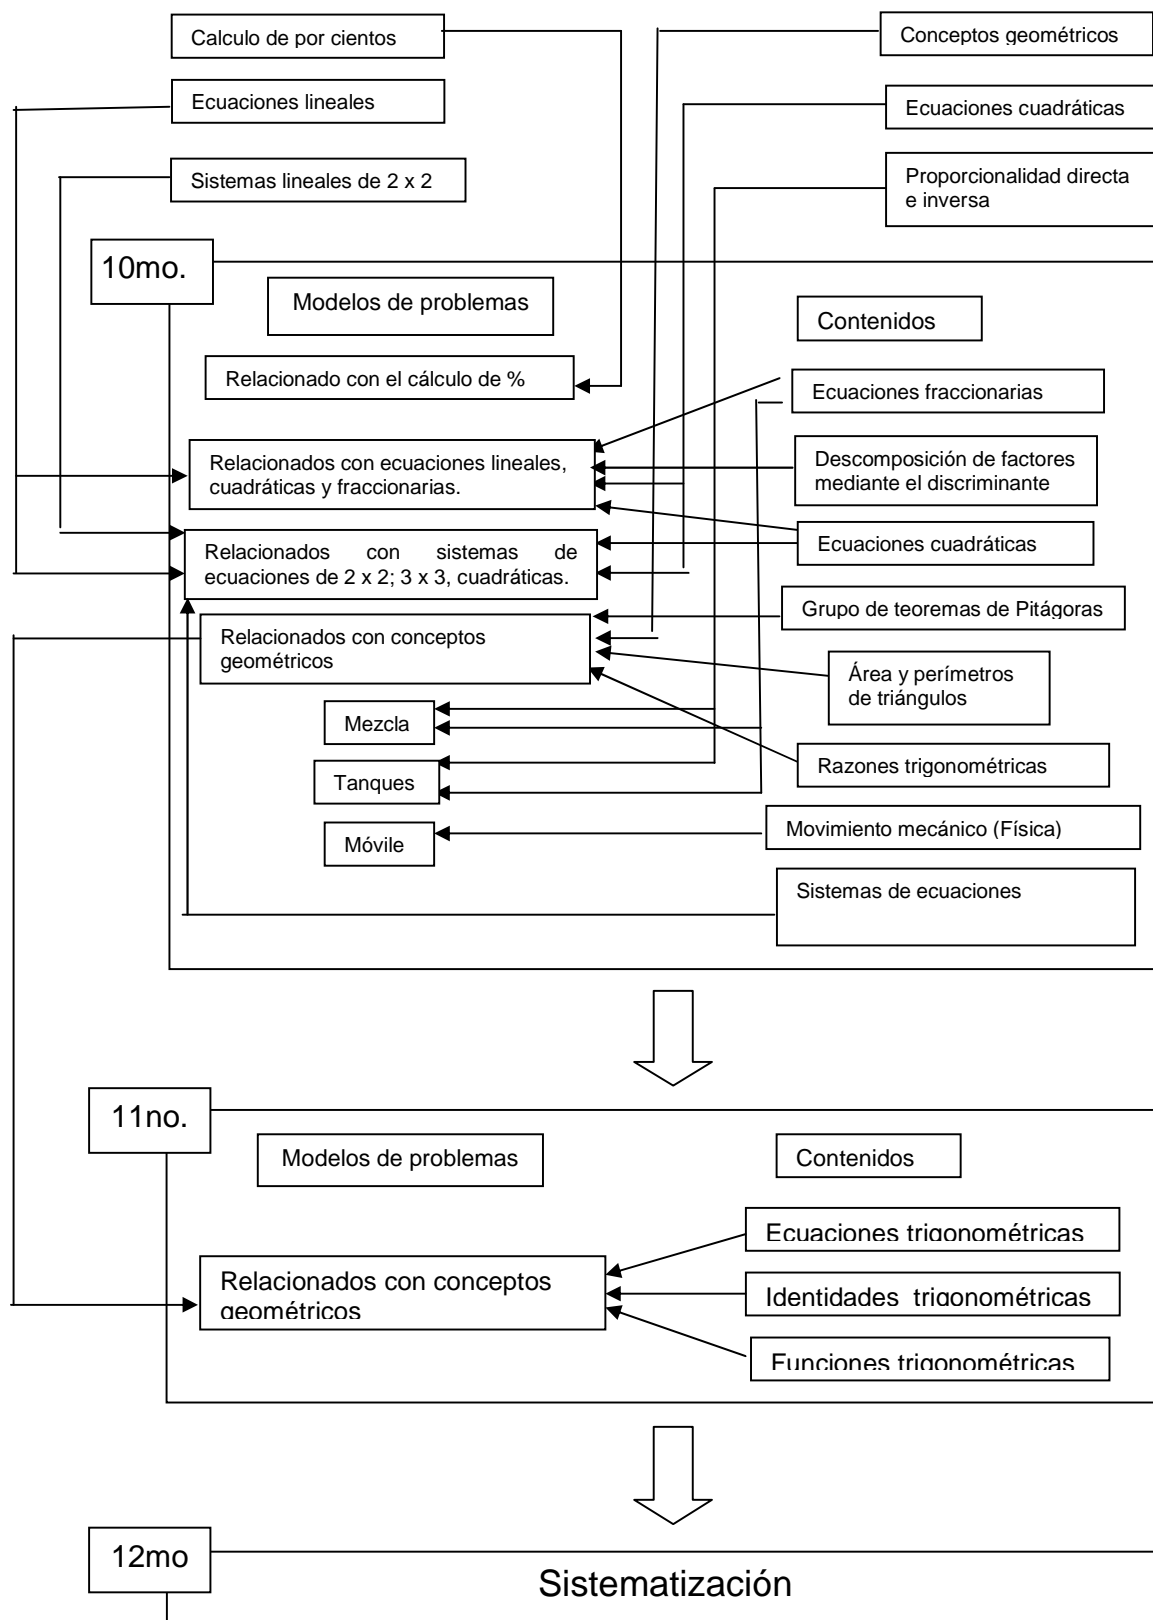 Calculo de por cientos
Conceptos geométricos
Ecuaciones lineales
Ecuaciones cuadráticas
Sistemas lineales de 2 x 2
Proporcionalidad directa
e inversa
10mo.
Modelos de problemas
Contenidos
Relacionado con el cálculo de %
Ecuaciones fraccionarias
Relacionados con ecuaciones lineales,
cuadráticas y fraccionarias.
Descomposición de factores
mediante el discriminante
Relacionados con sistemas de
ecuaciones de 2 x 2; 3 x 3, cuadráticas.
Ecuaciones cuadráticas
Grupo de teoremas de Pitágoras
Relacionados con conceptos
geométricos
Área y perímetros
de triángulos
Mezcla
Razones trigonométricas
Tanques
Movimiento mecánico (Física)
Móvile
Sistemas de ecuaciones
11no.
Modelos de problemas
Contenidos
Ecuaciones trigonométricas
Relacionados con conceptos
geométricos
Identidades trigonométricas
Funciones trigonométricas
12mo
Sistematización